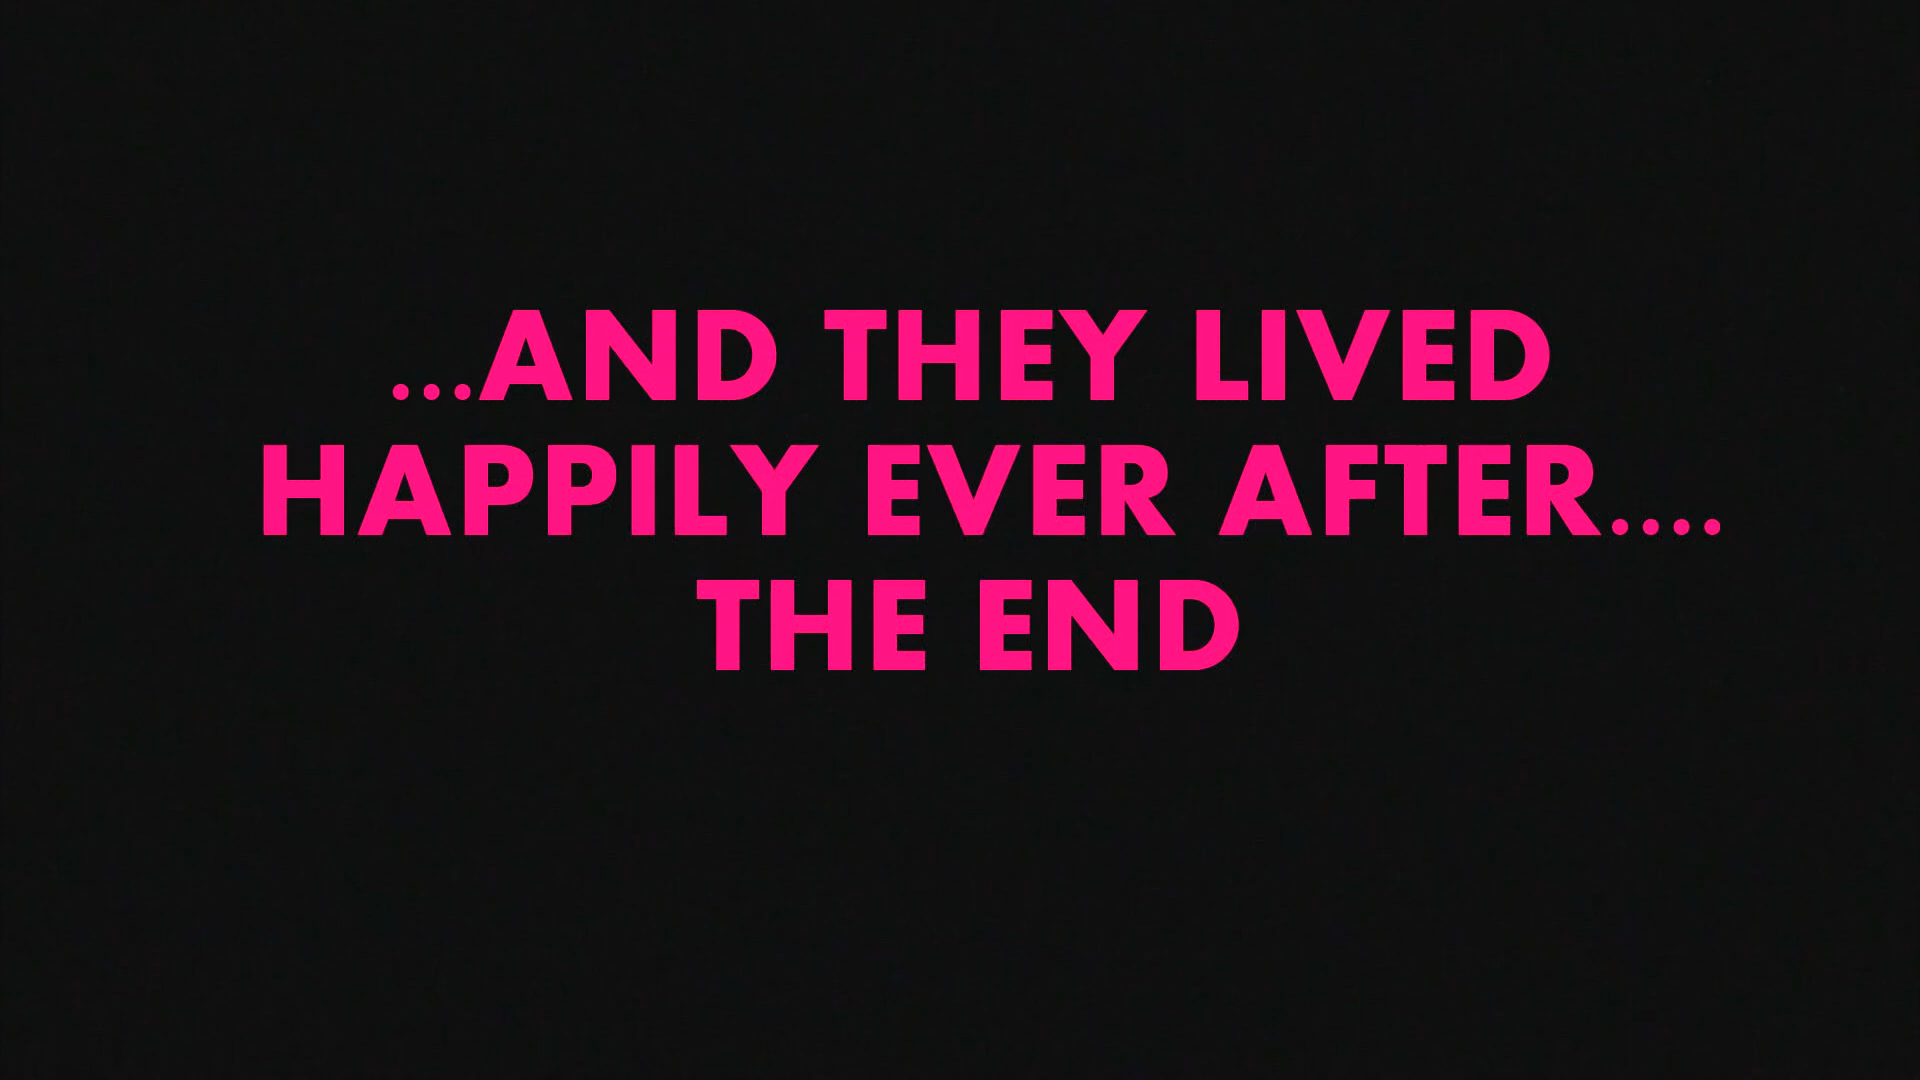 ...AND THEY LIVED
HAPPILY EVER AFTER....
THE END